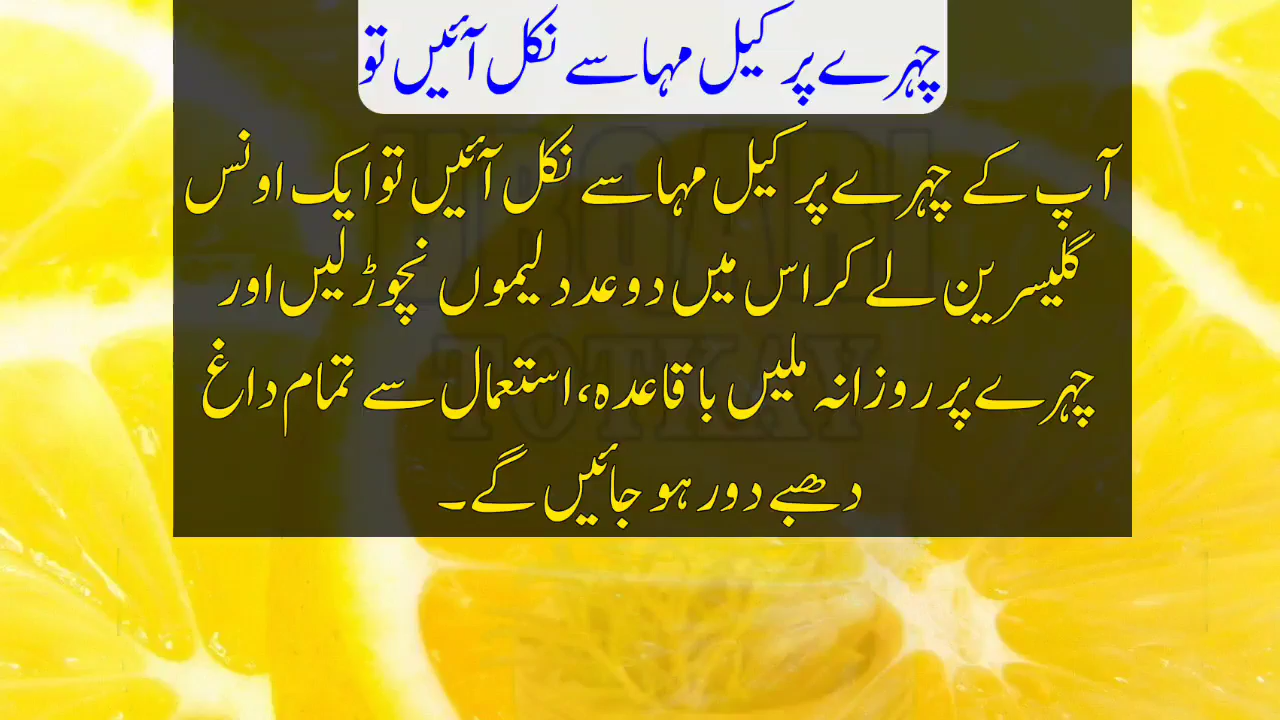 چہرے پر کیل مہاسے نکل آئیں تو
آپ کے چہرے پر کیل مہاسے نکل آئیں تو ایک اونس
گلیسرین لے کر اس میں دو عدد لیموں نچوڑ لیں اور
چہرے پر روزانہ ملیں باقاعدہ، استعمال سے تمام داغ
دھبے دور ہو جائیں گے۔
UBQARI
TOTKAY